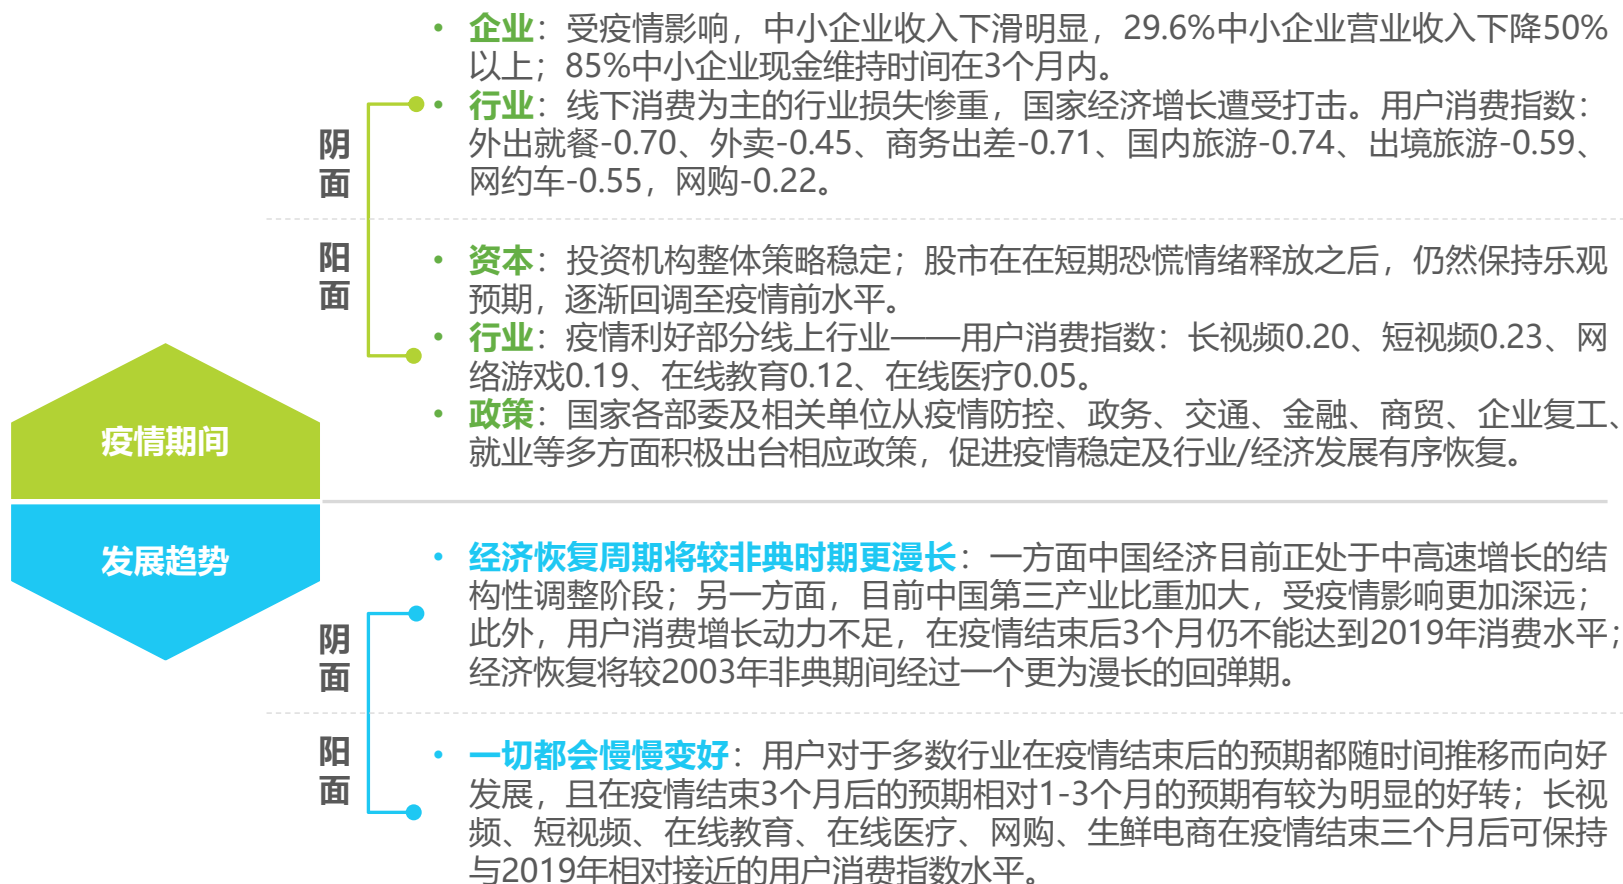 • 企业：受疫情影响，中小企业收入下滑明显，29.6%中小企业营业收入下降50%
以上；85%中小企业现金维持时间在3个月内。
• 行业：线下消费为主的行业损失惨重，国家经济增长遭受打击。用户消费指数：
外出就餐-0.70、外卖-0.45、商务出差-0.71、国内旅游-0.74、出境旅游-0.59、
网约车-0.55，网购-0.22。
阴
面
阳
面
• 资本：投资机构整体策略稳定；股市在在短期恐慌情绪释放之后，仍然保持乐观
预期，逐渐回调至疫情前水平。
• 行业：疫情利好部分线上行业——用户消费指数：长视频0.20、短视频0.23、网
络游戏0.19、在线教育0.12、在线医疗0.05。
• 政策：国家各部委及相关单位从疫情防控、政务、交通、金融、商贸、企业复工、
就业等多方面积极出台相应政策，促进疫情稳定及行业/经济发展有序恢复。
疫情期间
发展趋势
• 经济恢复周期将较非典时期更漫长：一方面中国经济目前正处于中高速增长的结
构性调整阶段；另一方面，目前中国第三产业比重加大，受疫情影响更加深远；
此外，用户消费增长动力不足，在疫情结束后3个月仍不能达到2019年消费水平；
经济恢复将较2003年非典期间经过一个更为漫长的回弹期。
阴
面
阳
面
• 一切都会慢慢变好：用户对于多数行业在疫情结束后的预期都随时间推移而向好
发展，且在疫情结束3个月后的预期相对1-3个月的预期有较为明显的好转；长视
频、短视频、在线教育、在线医疗、网购、生鲜电商在疫情结束三个月后可保持
与2019年相对接近的用户消费指数水平。